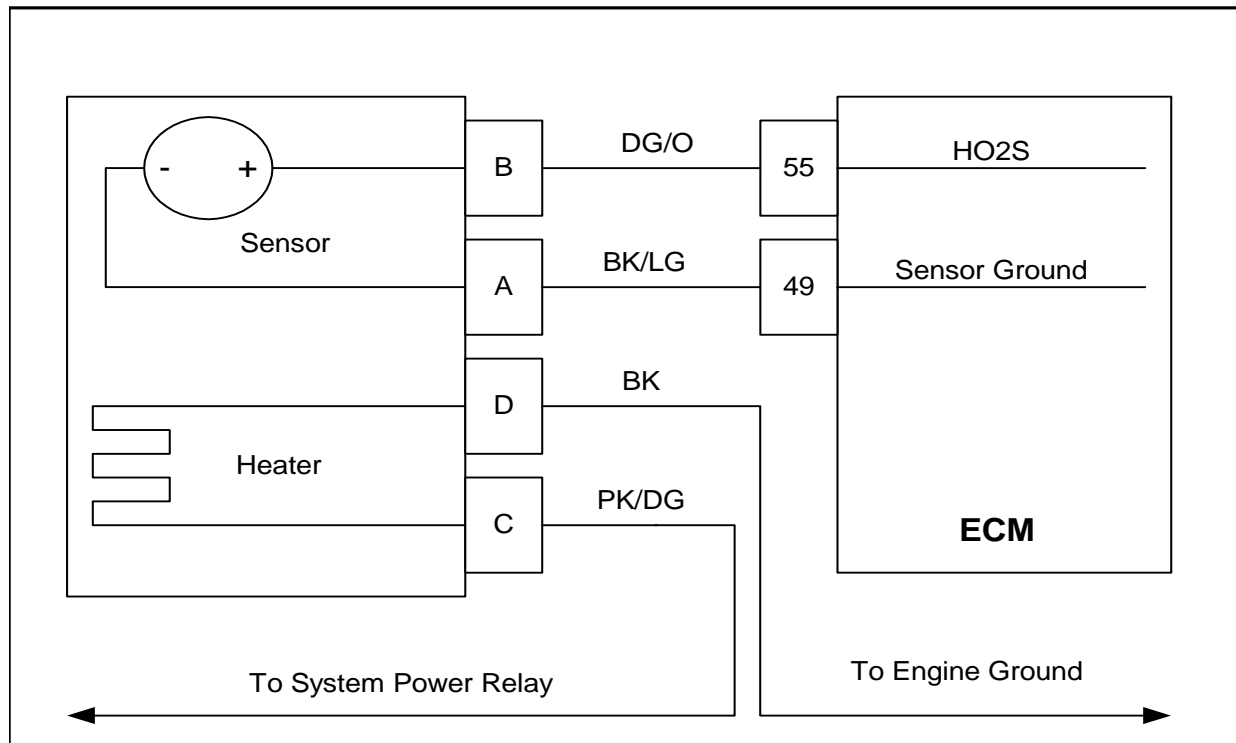 B DG/O 55 HO2S
- +
Sensor
A BK/LG 49 Sensor Ground
D BK
Heater
C PK/DG
ECM
To System Power Relay
To Engine Ground